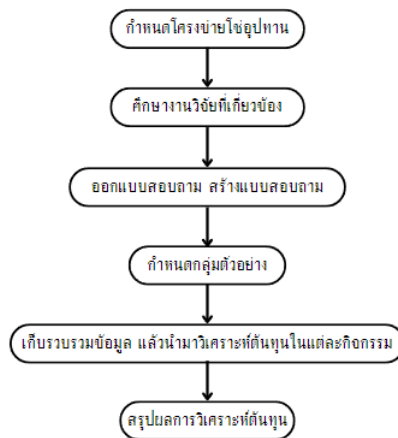 กำหนดโครงข่ายโซ่อุปทาน
ศึกษางานวิจัยที่เกี่ยวข้อง
ออกแบบสอบถาม สร้างแบบสอบถาม
กำหนดกลุ่มตัวอย่าง
เก็บรวบรวมข้อมูล แล้วนำมาวิเคราะห์ต้นทุนในแต่ละกิจกรรม
สรุปผลการวิเคราะห์ต้นทุน